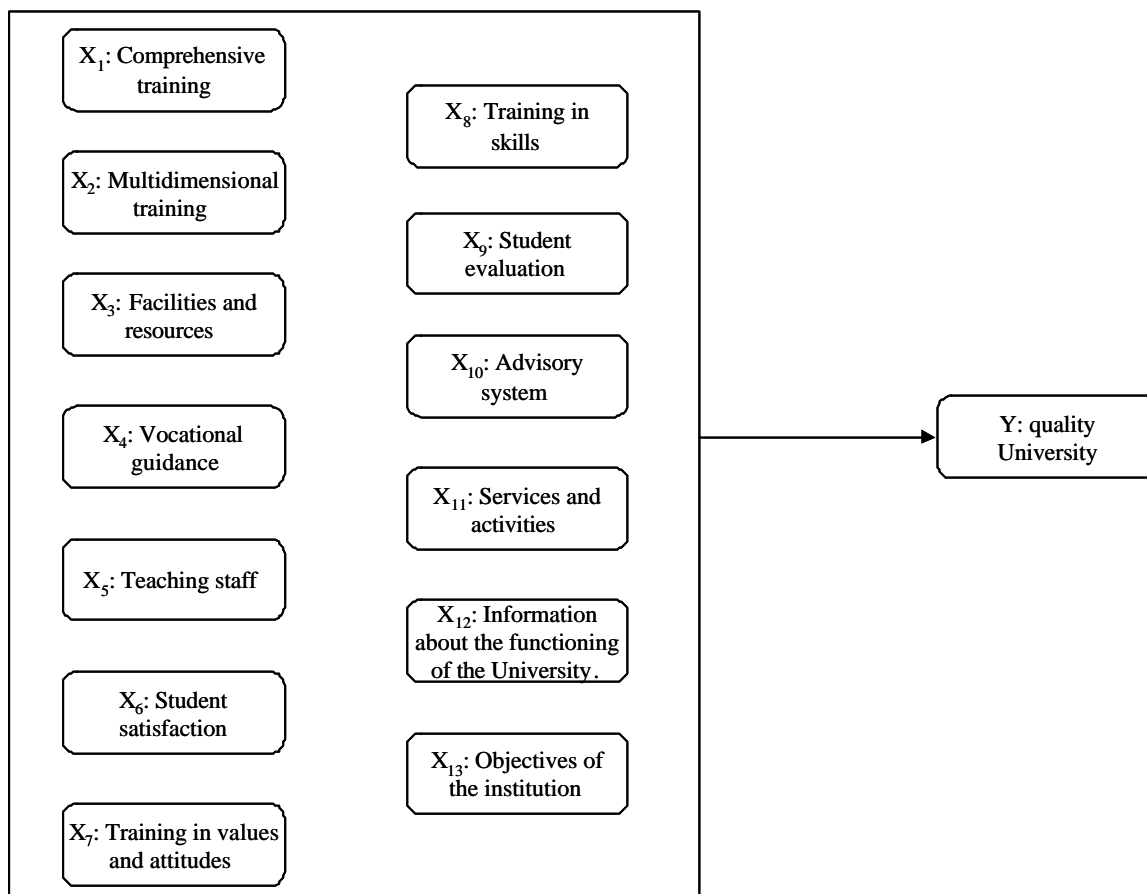 X1: Comprehensive
training
X2: Multidimensional
training
X3: Facilities and
resources
X4: Vocational
guidance
X5: Teaching staff
X6: Student
satisfaction
X7: Training in values
and attitudes
X8: Training in
skills
X9: Student
evaluation
X10: Advisory
system
X11: Services and
activities
X12: Information
about the functioning
of the University.
X13: Objectives of
the institution
Y: quality
University